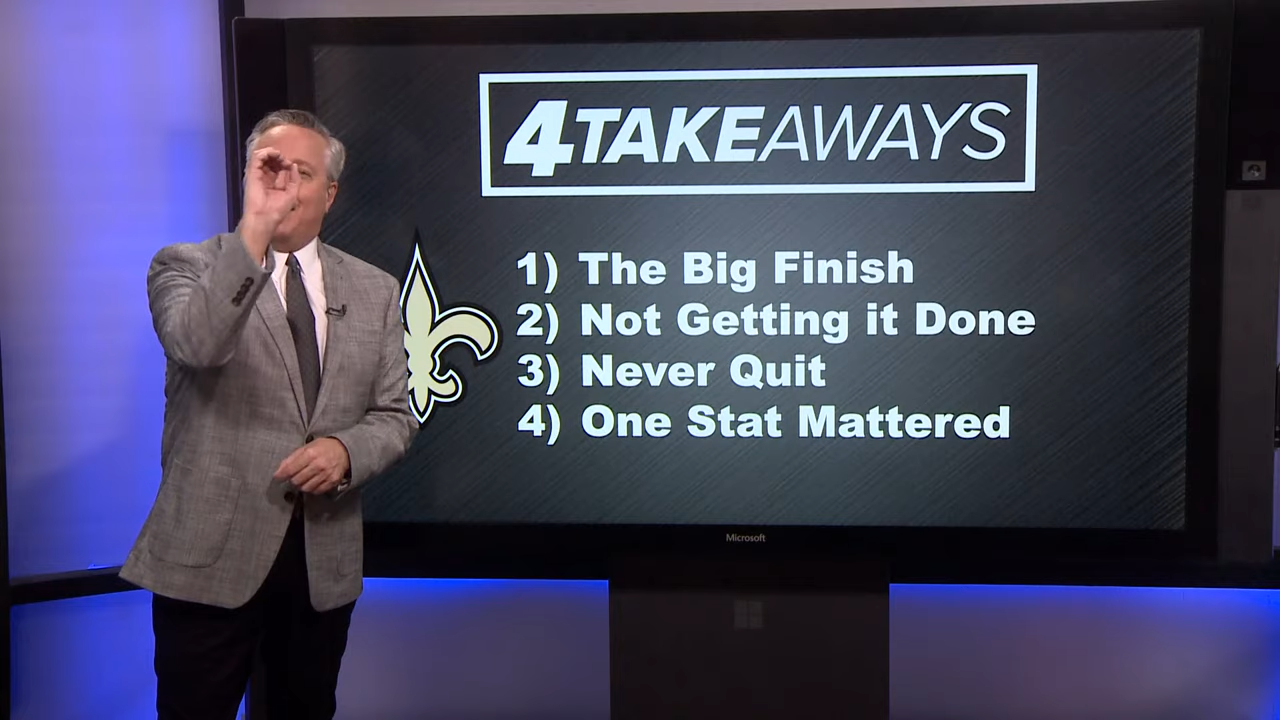 4TAKEAWAYS
1) The Big Finish
2) Not Getting it Done
3) Never Quit
4) One Stat Mattered
Microsoft